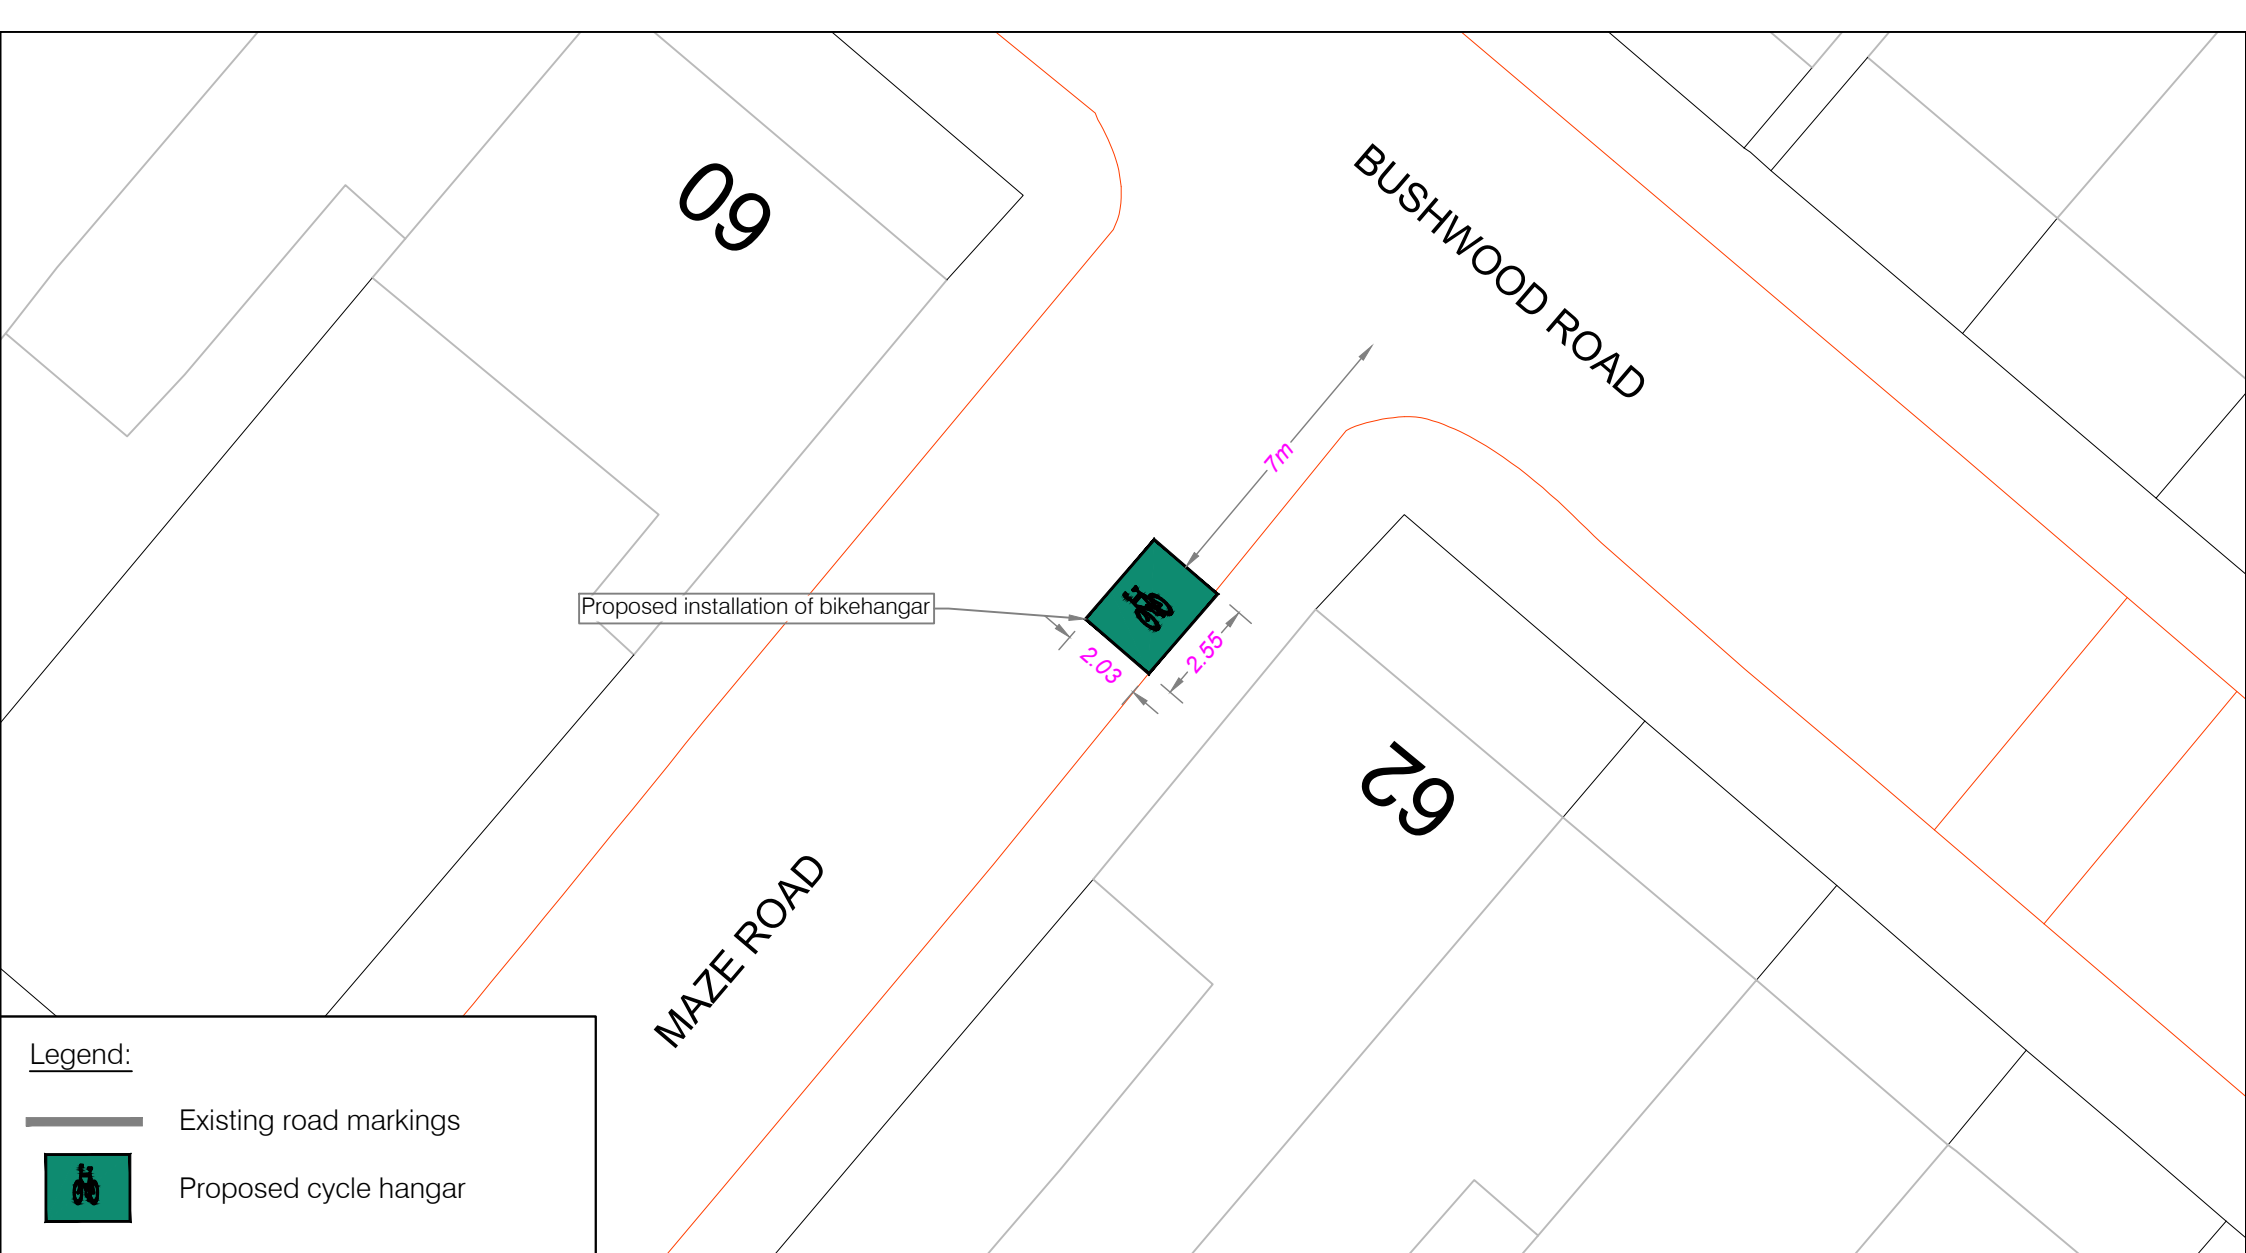 60
BUSHWOOD ROAD
7m
Proposed installation of bikehangar
2.03
2.55
62
MAZE ROAD
Legend:
Existing road markings
Proposed cycle hangar